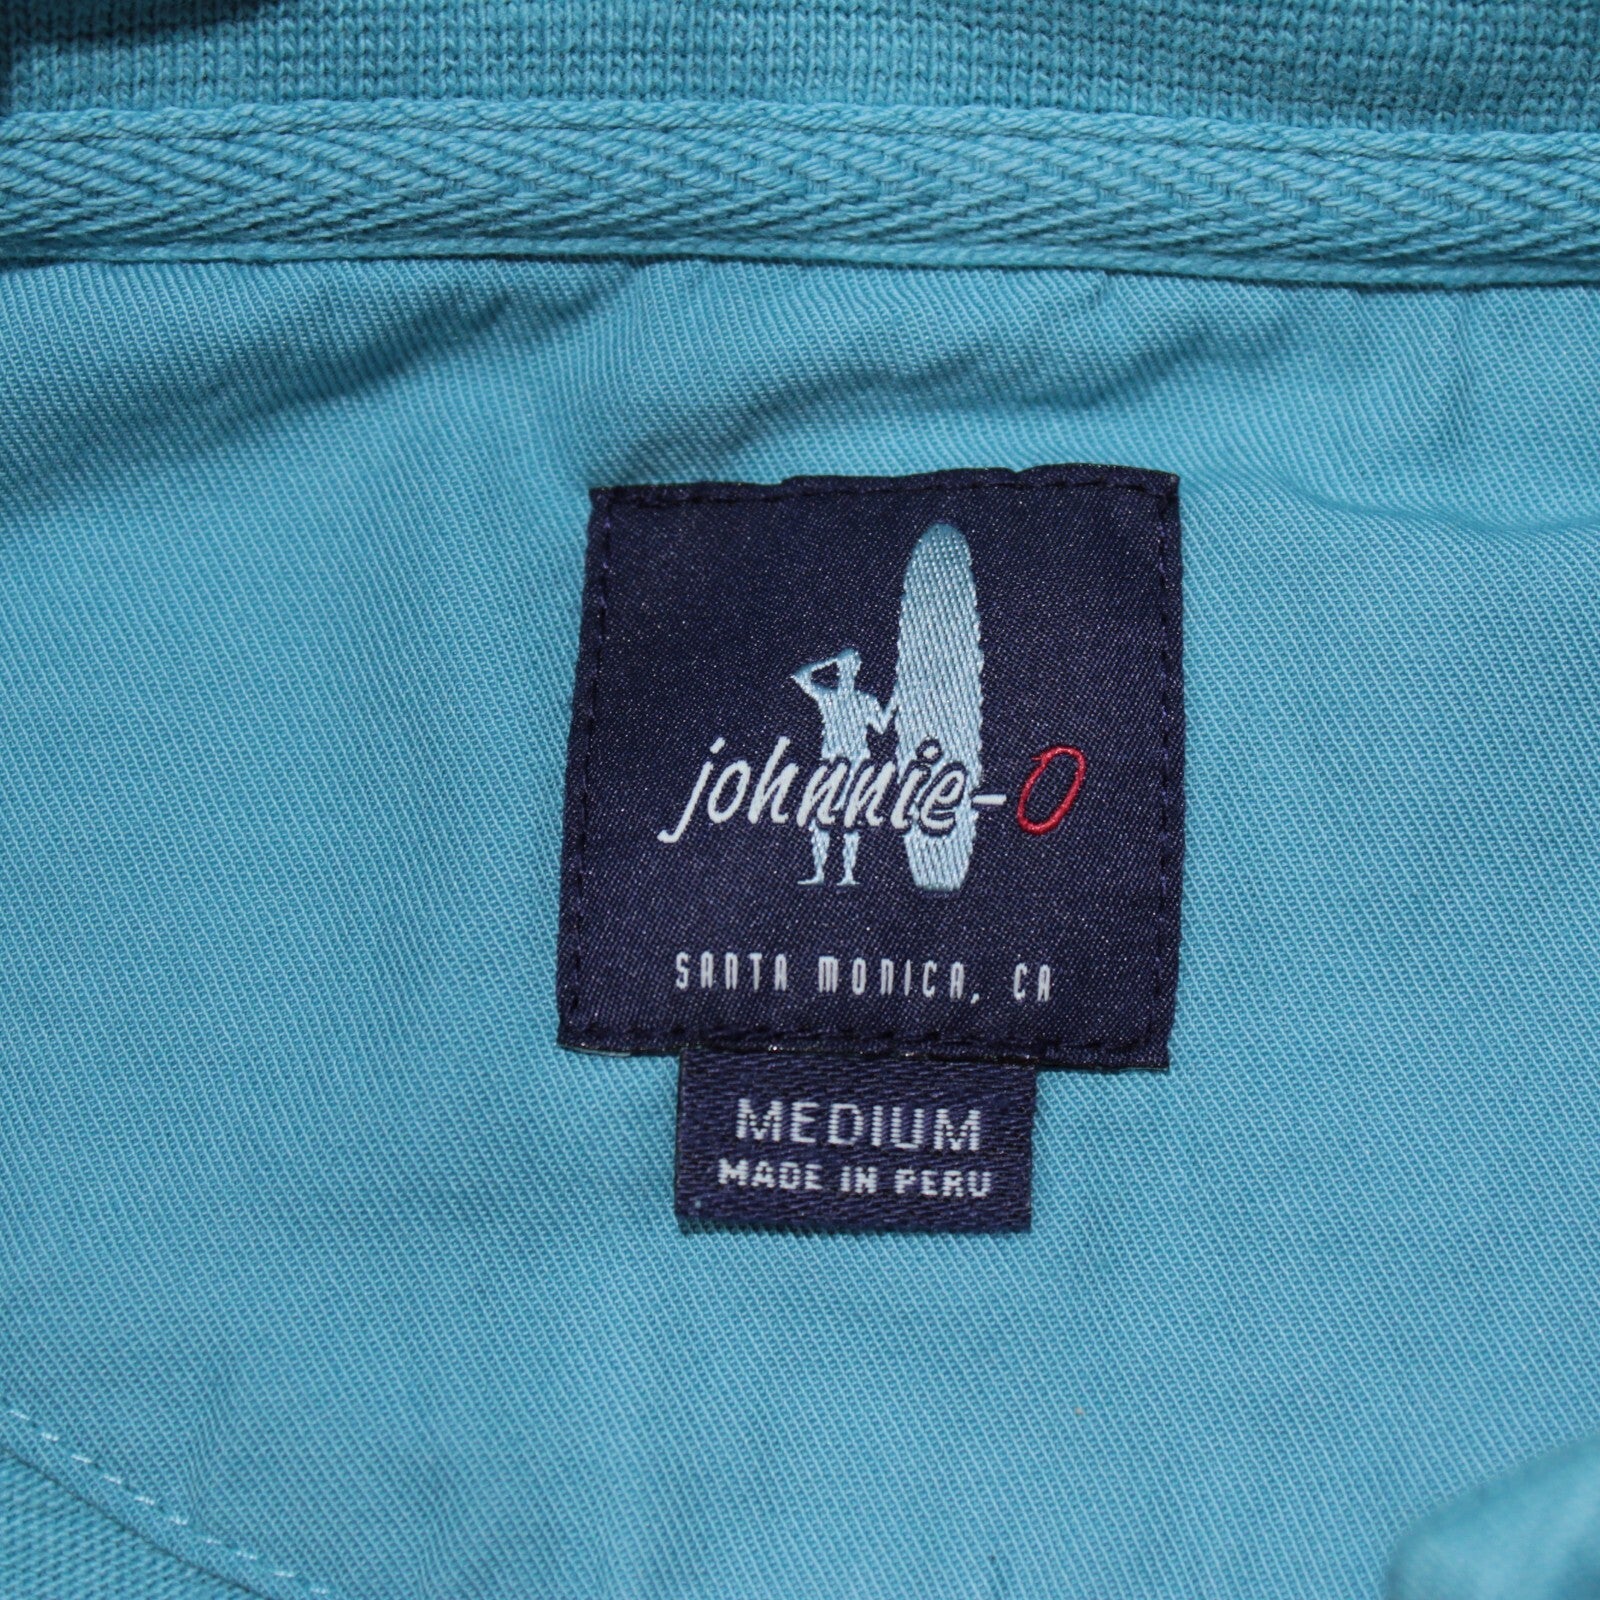 johnnie-O
SANTA MONICA, CA
MEDIUM
MADE IN PERU